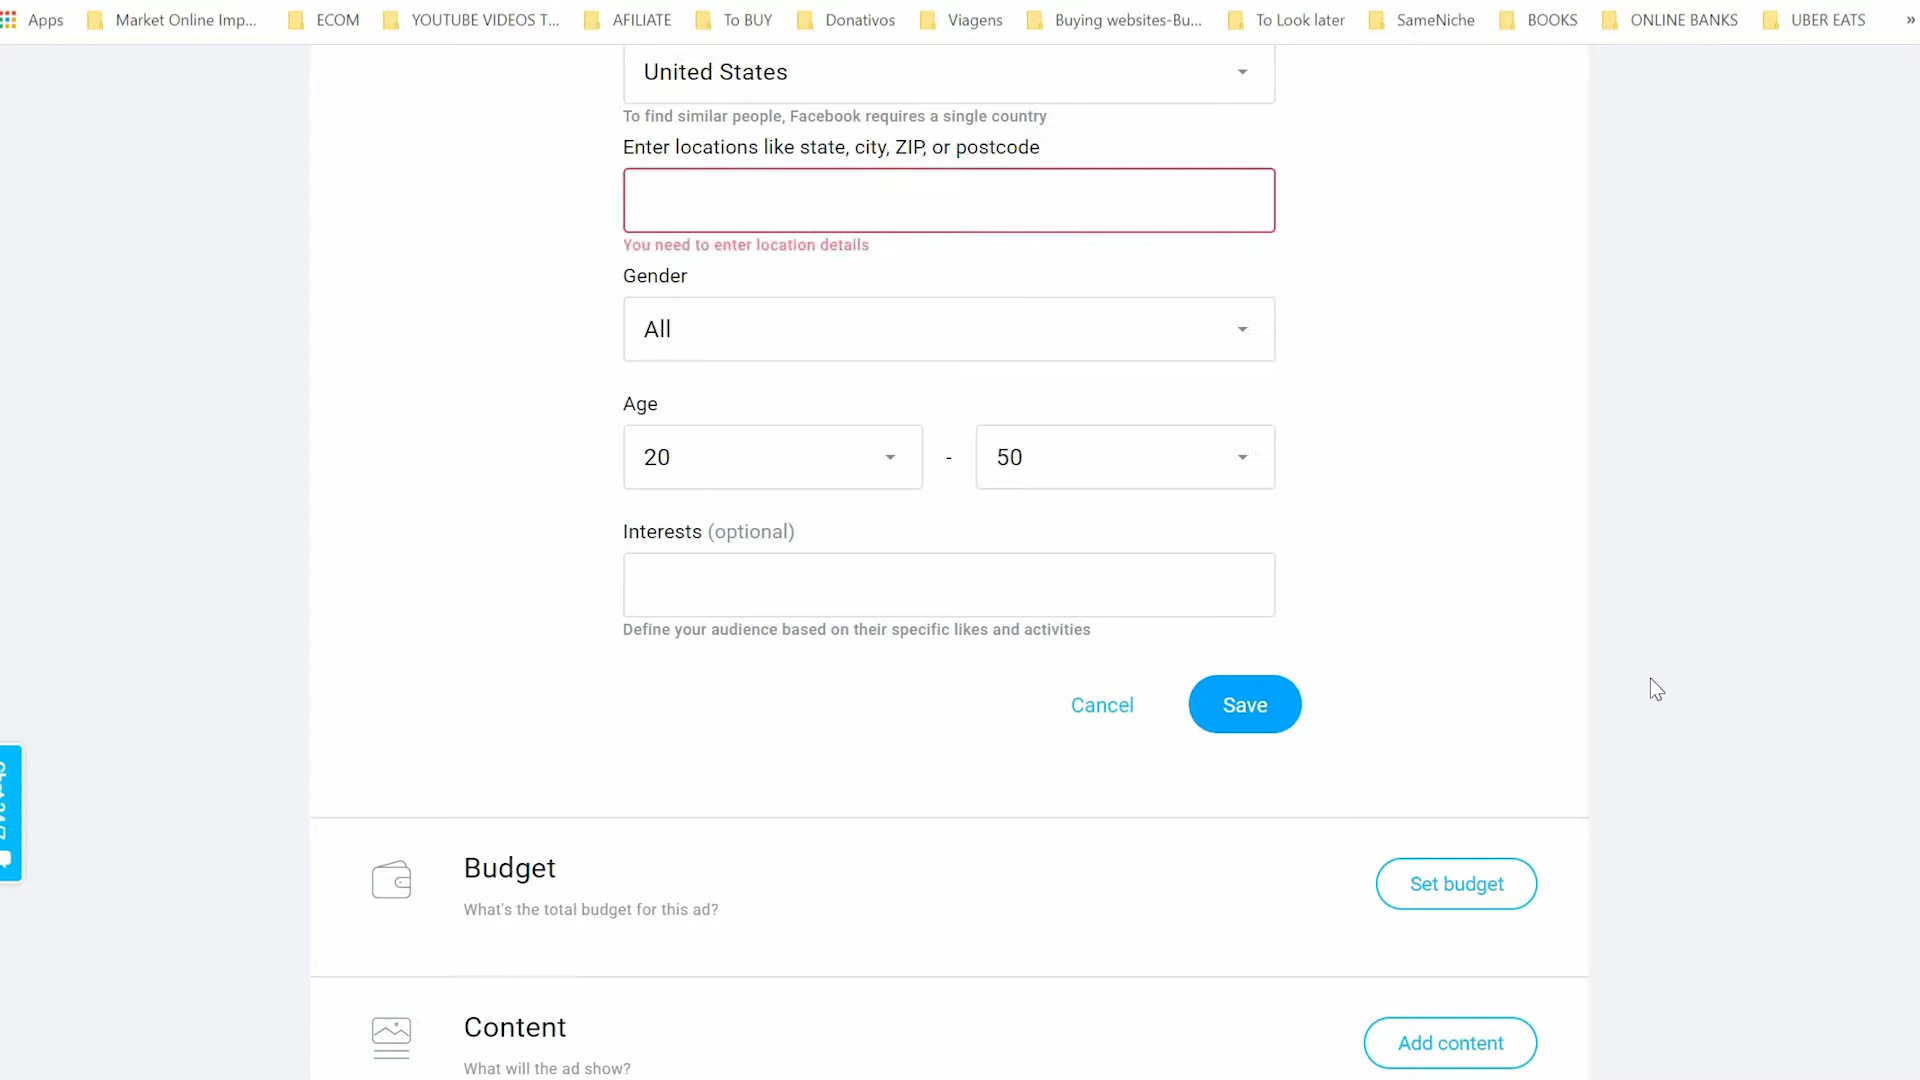 Apps Market Online Imp... ECOM YOUTUBE VIDEOS T... AFILIATE To BUY Donativos Viagens Buying websites-Bu... To Look later SameNiche BOOKS ONLINE BANKS UBER EATS »
United States
To find similar people, Facebook requires a single country
Enter locations like state, city, ZIP, or postcode
You need to enter location details
Gender
All
Age
20 - 50
Interests (optional)
Define your audience based on their specific likes and activities
Cancel Save
Budget
Set budget
What's the total budget for this ad?
Content
Add content
What will the ad show?